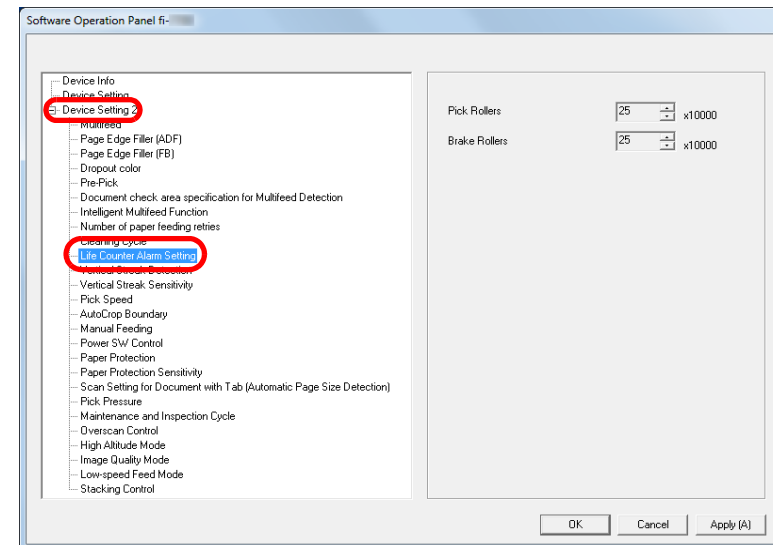 Software Operation Panel fi-
Device Info
Device Setting
Device Setting 2
Multifeed
Page Edge Filler (ADF)
Page Edge Filler (FB)
Dropout color
Pre-Pick
Document check area specification for Multifeed Detection
Intelligent Multifeed Function
Number of paper feeding retries
Cleaning Cycle
Life Counter Alarm Setting
Vertical Streak Detection
Vertical Streak Sensitivity
Pick Speed
AutoCrop Boundary
Manual Feeding
Power SW Control
Paper Protection
Paper Protection Sensitivity
Scan Setting for Document with Tab (Automatic Page Size Detection)
Pick Pressure
Maintenance and Inspection Cycle
Overscan Control
High Altitude Mode
Image Quality Mode
Low-speed Feed Mode
Stacking Control
Pick Rollers 25 x10000
Brake Rollers 25 x10000
OK Cancel Apply (A)